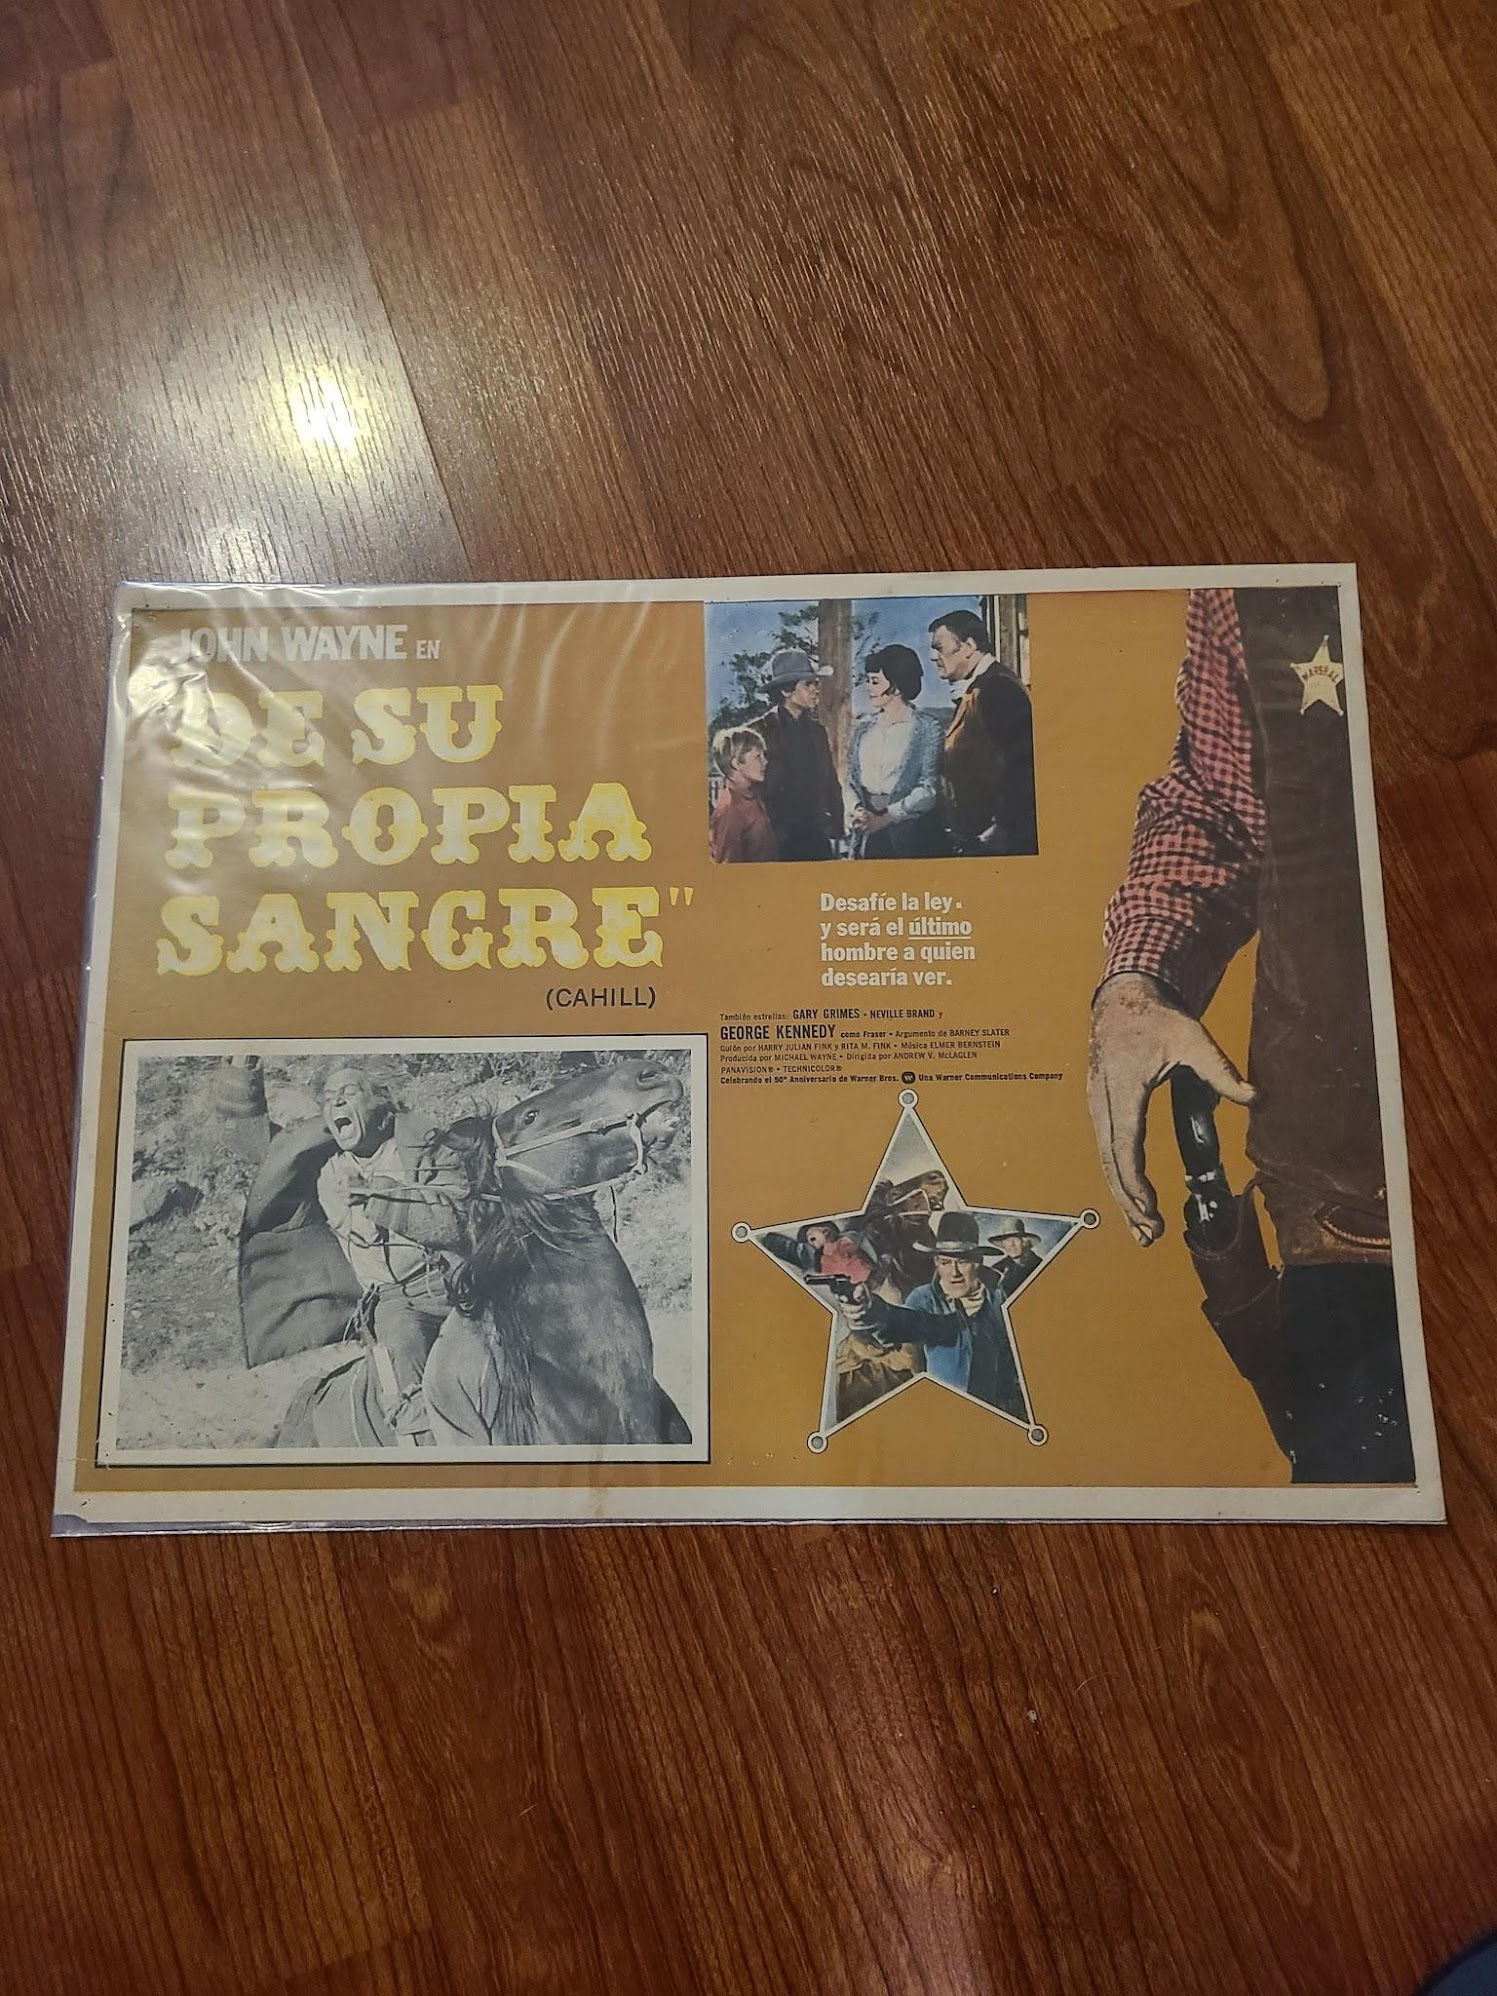 JOHN WAYNE EN
DE SU
PROPIA
SANGRE"
(CAHILL)
MARSHAL
Desafíe la ley.
y será el último
hombre a quien
desearía ver.
También estrellas: GARY GRIMES • NEVILLE BRAND y
GEORGE KENNEDY como Fraser • Argumento de BARNEY SLATER
Guión por HARRY JULIAN FINK y RITA M. FINK • Música ELMER BERNSTEIN
Producida por MICHAEL WAYNE • Dirigida por ANDREW V. McLAGLEN
PANAVISION® • TECHNICOLOR®
Celebrando el 50º Anniversario de Warner Bros. Una Warner Communications Company